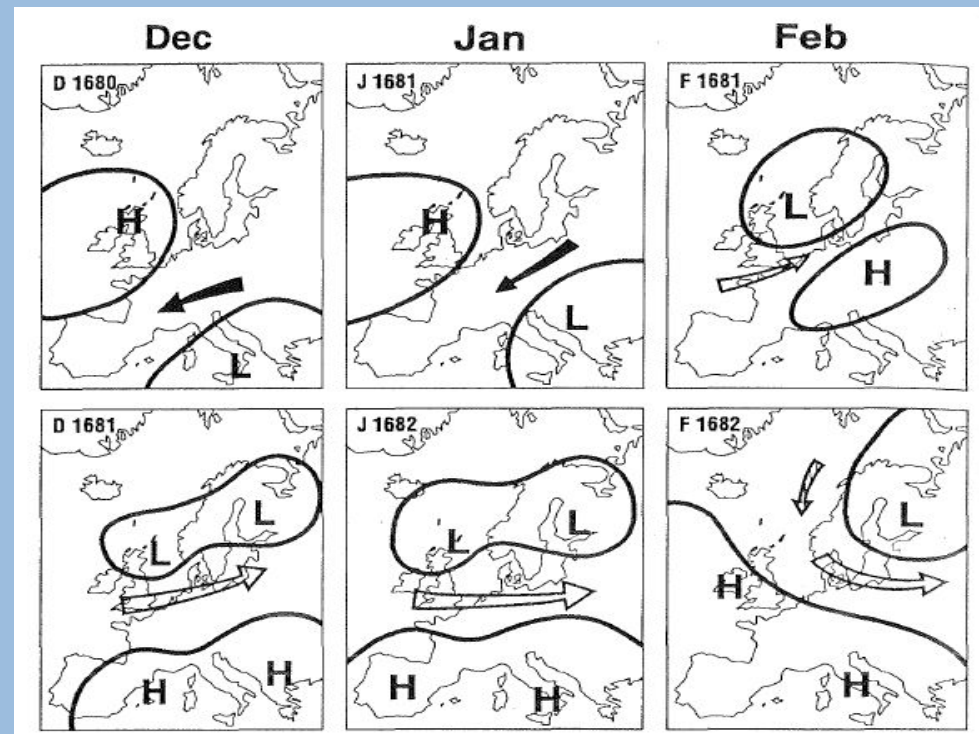 Dec Jan Feb
D 1680 J 1681 F 1681
H H L
H
L L
D 1681 J 1682 F 1682
L L L L L
H
H H H H H